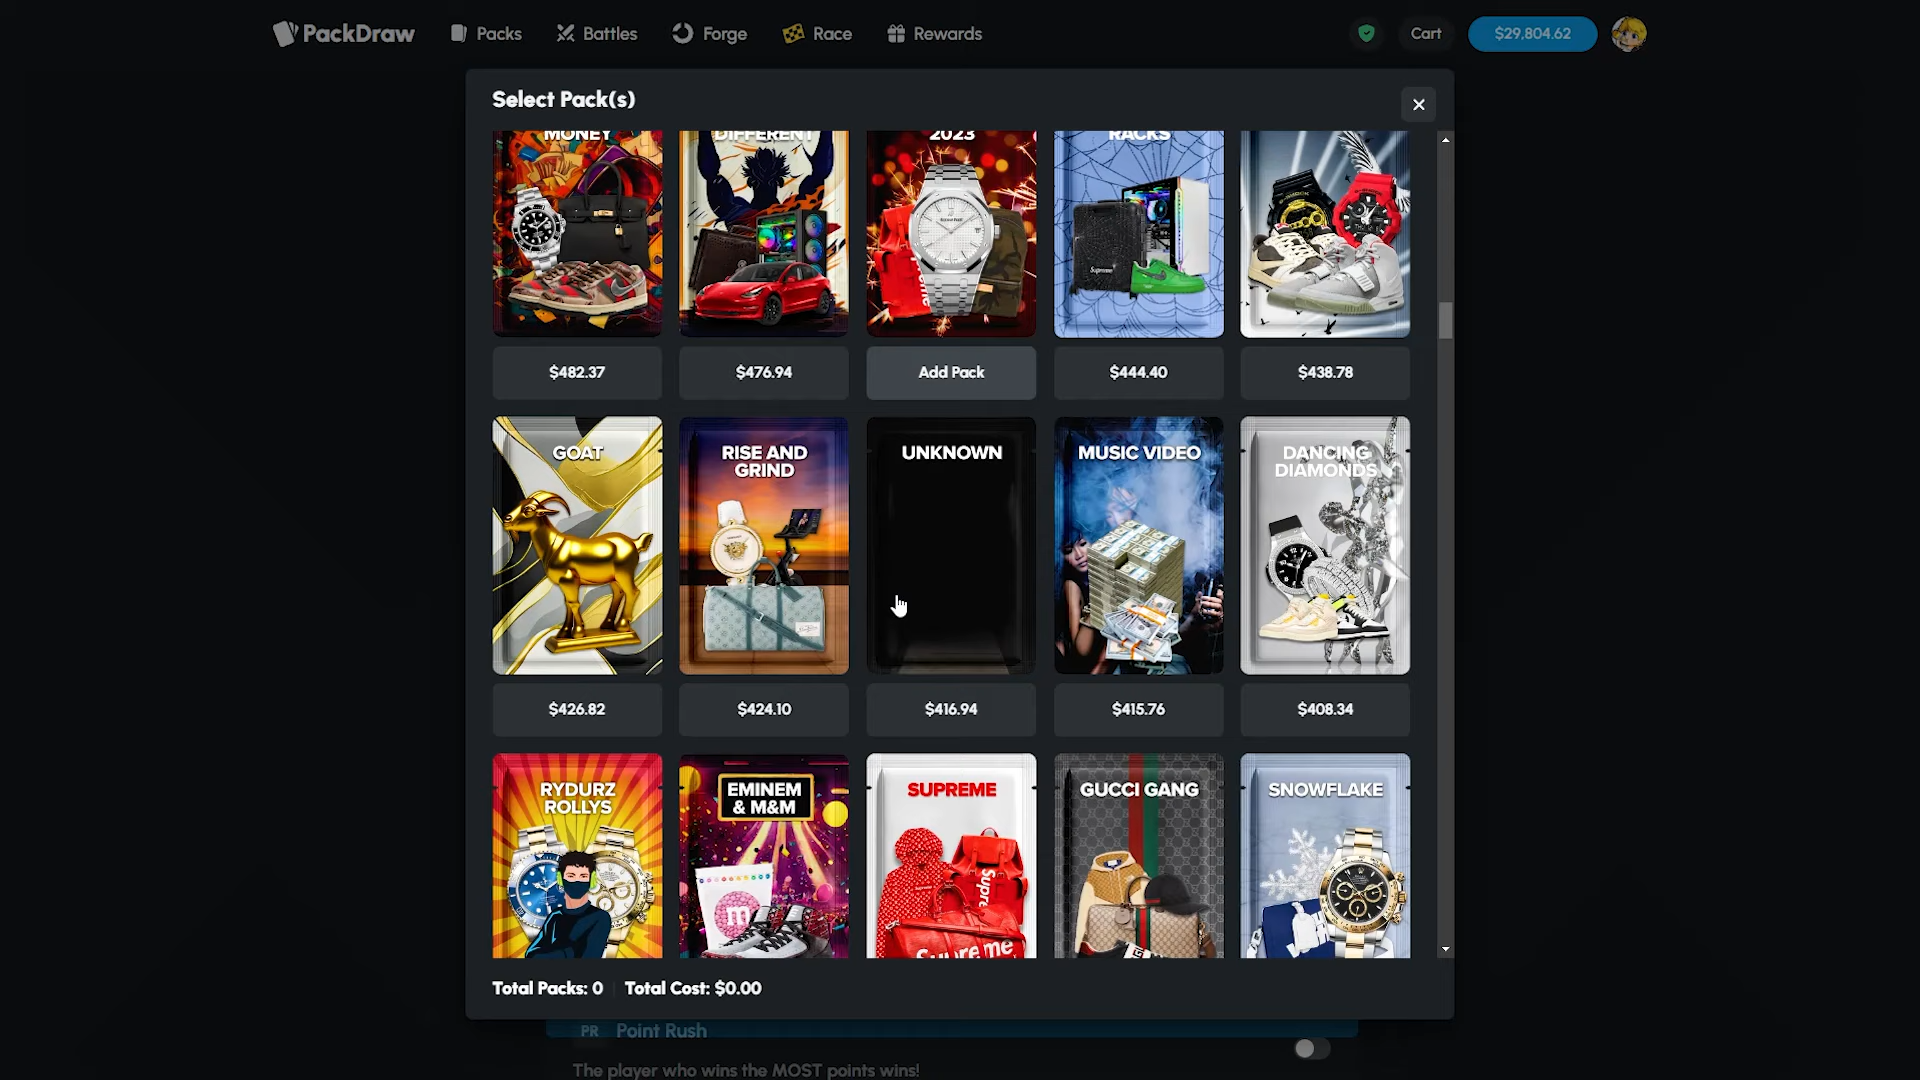 PackDraw
Packs
Battles
Forge
Race
Rewards
Cart
$29,804.62
Select Pack(s)
MONEY
DIFFERENT
2023
RACKS
Supreme
$482.37
$476.94
Add Pack
$444.40
$438.78
GOAT
RISE AND
GRIND
UNKNOWN
MUSIC VIDEO
DANCING
DIAMONDS
$426.82
$424.10
$416.94
$415.76
$408.34
RYDURZ
ROLLYS
EMINEM
& M&M
SUPREME
GUCCI GANG
SNOWFLAKE
m
Supreme
Total Packs: 0
Total Cost: $0.00
PR
Point Rush
The player who wins the MOST points wins!